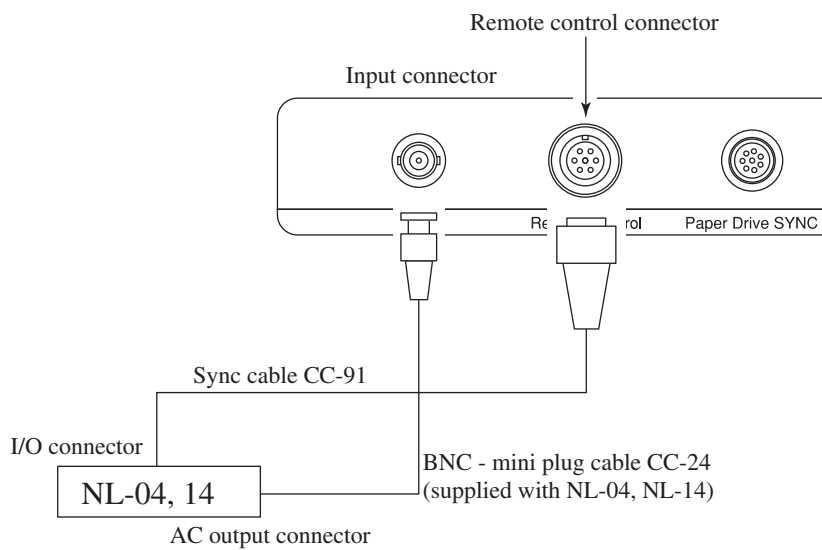 Remote control connector
Input connector
Re rol
Paper Drive SYNC
Sync cable CC-91
I/O connector
NL-04, 14
BNC - mini plug cable CC-24
(supplied with NL-04, NL-14)
AC output connector